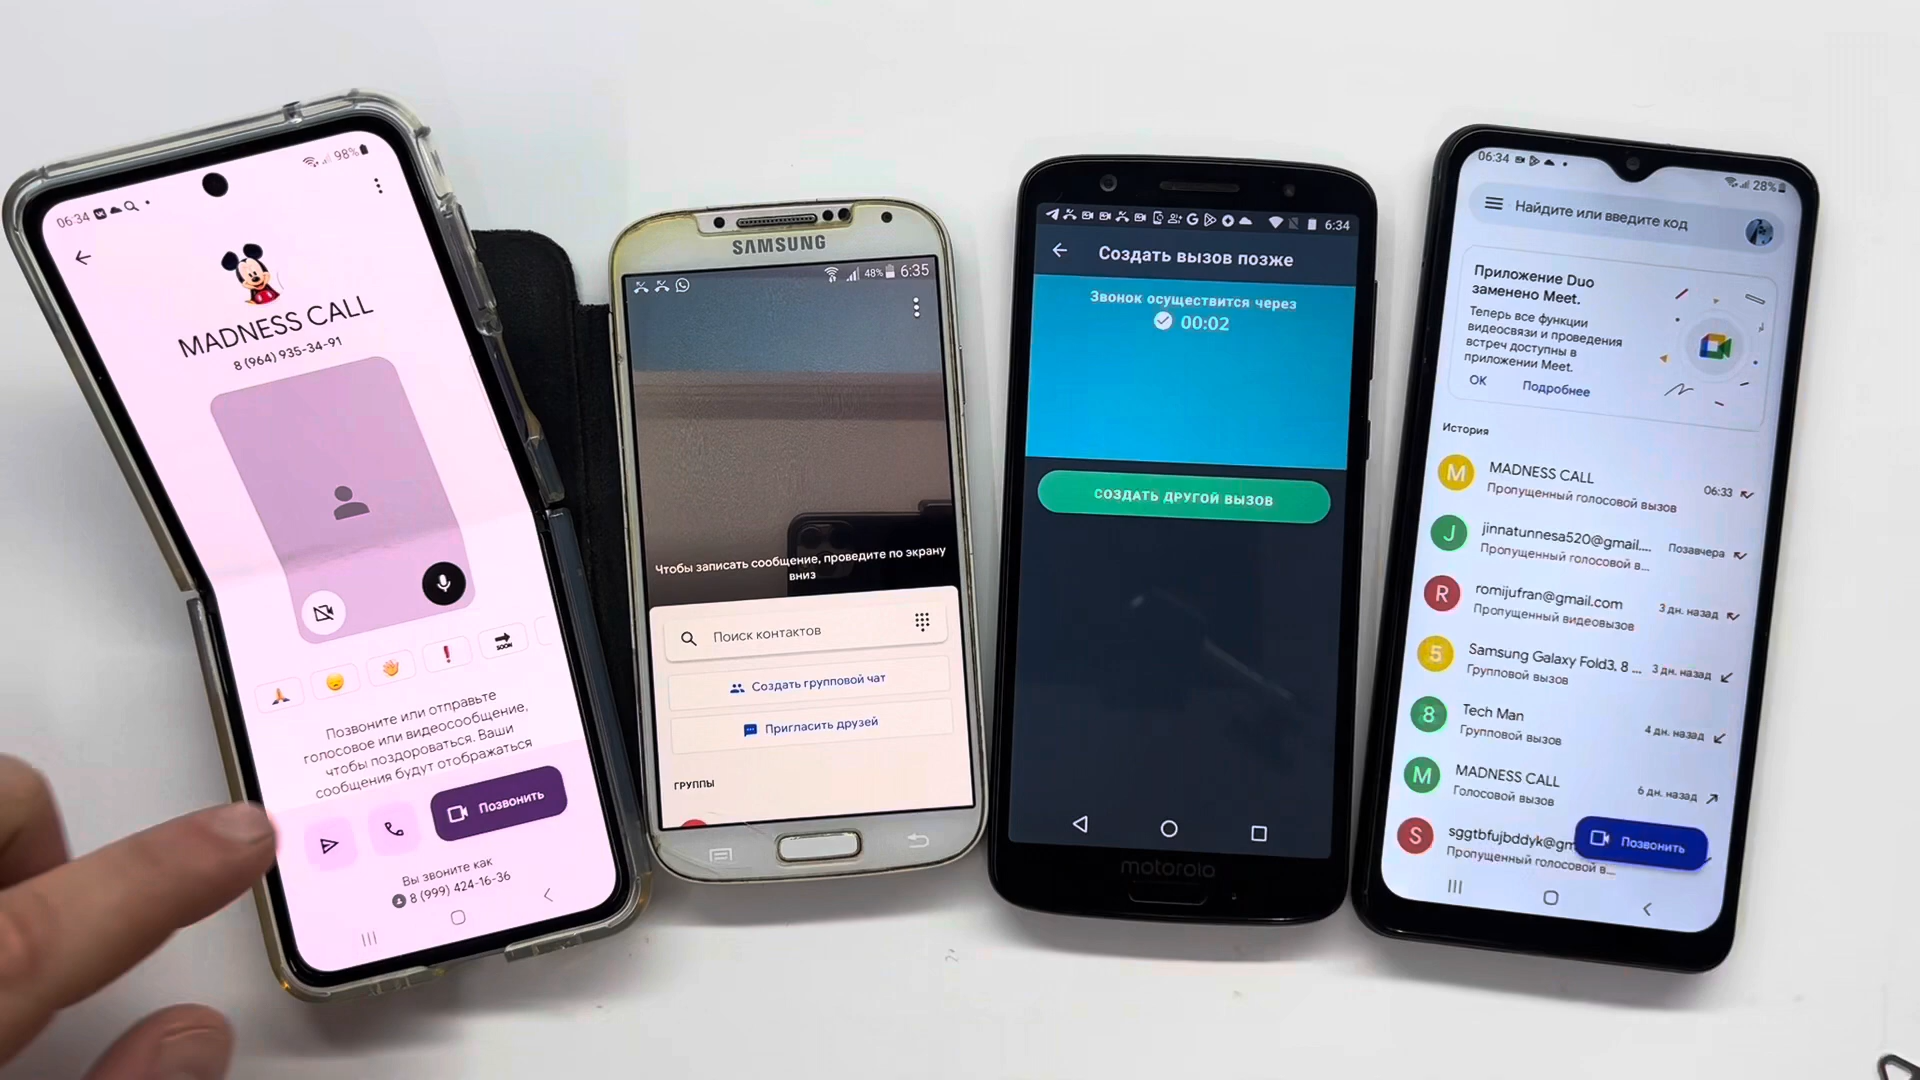 06:34
98%
MADNESS CALL
8 (964) 935-34-91
SOON
Позвоните или отправьте
голосовое или видеосообщение,
чтобы поздороваться. Ваши
сообщения будут отображаться
Позвонить
Вы звоните как
8 (999) 424-16-36
SAMSUNG
48% 6:35
Чтобы записать сообщение, проведите по экрану
вниз
Поиск контактов
Создать групповой чат
Пригласить друзей
ГРУППЫ
6:34
Создать вызов позже
Звонок осуществится через
00:02
СОЗДАТЬ ДРУГОЙ ВЫЗОВ
motorola
06:34
28%
Найдите или введите код
Приложение Duo
заменено Meet.
Теперь все функции
видеосвязи и проведения
встреч доступны в
приложении Meet.
ОК Подробнее
История
M MADNESS CALL 06:33
Пропущенный голосовой вызов
J jinnatunnesa520@gmail.... Позавчера
Пропущенный голосовой в...
R romijufran@gmail.com 3 дн. назад
Пропущенный видеовызов
5 Samsung Galaxy Fold3, 8 ... 3 дн. назад
Групповой вызов
8 Tech Man 4 дн. назад
Групповой вызов
M MADNESS CALL 6 дн. назад
Голосовой вызов
S sggtbfujbddyk@gm
Пропущенный голосовой в...
Позвонить